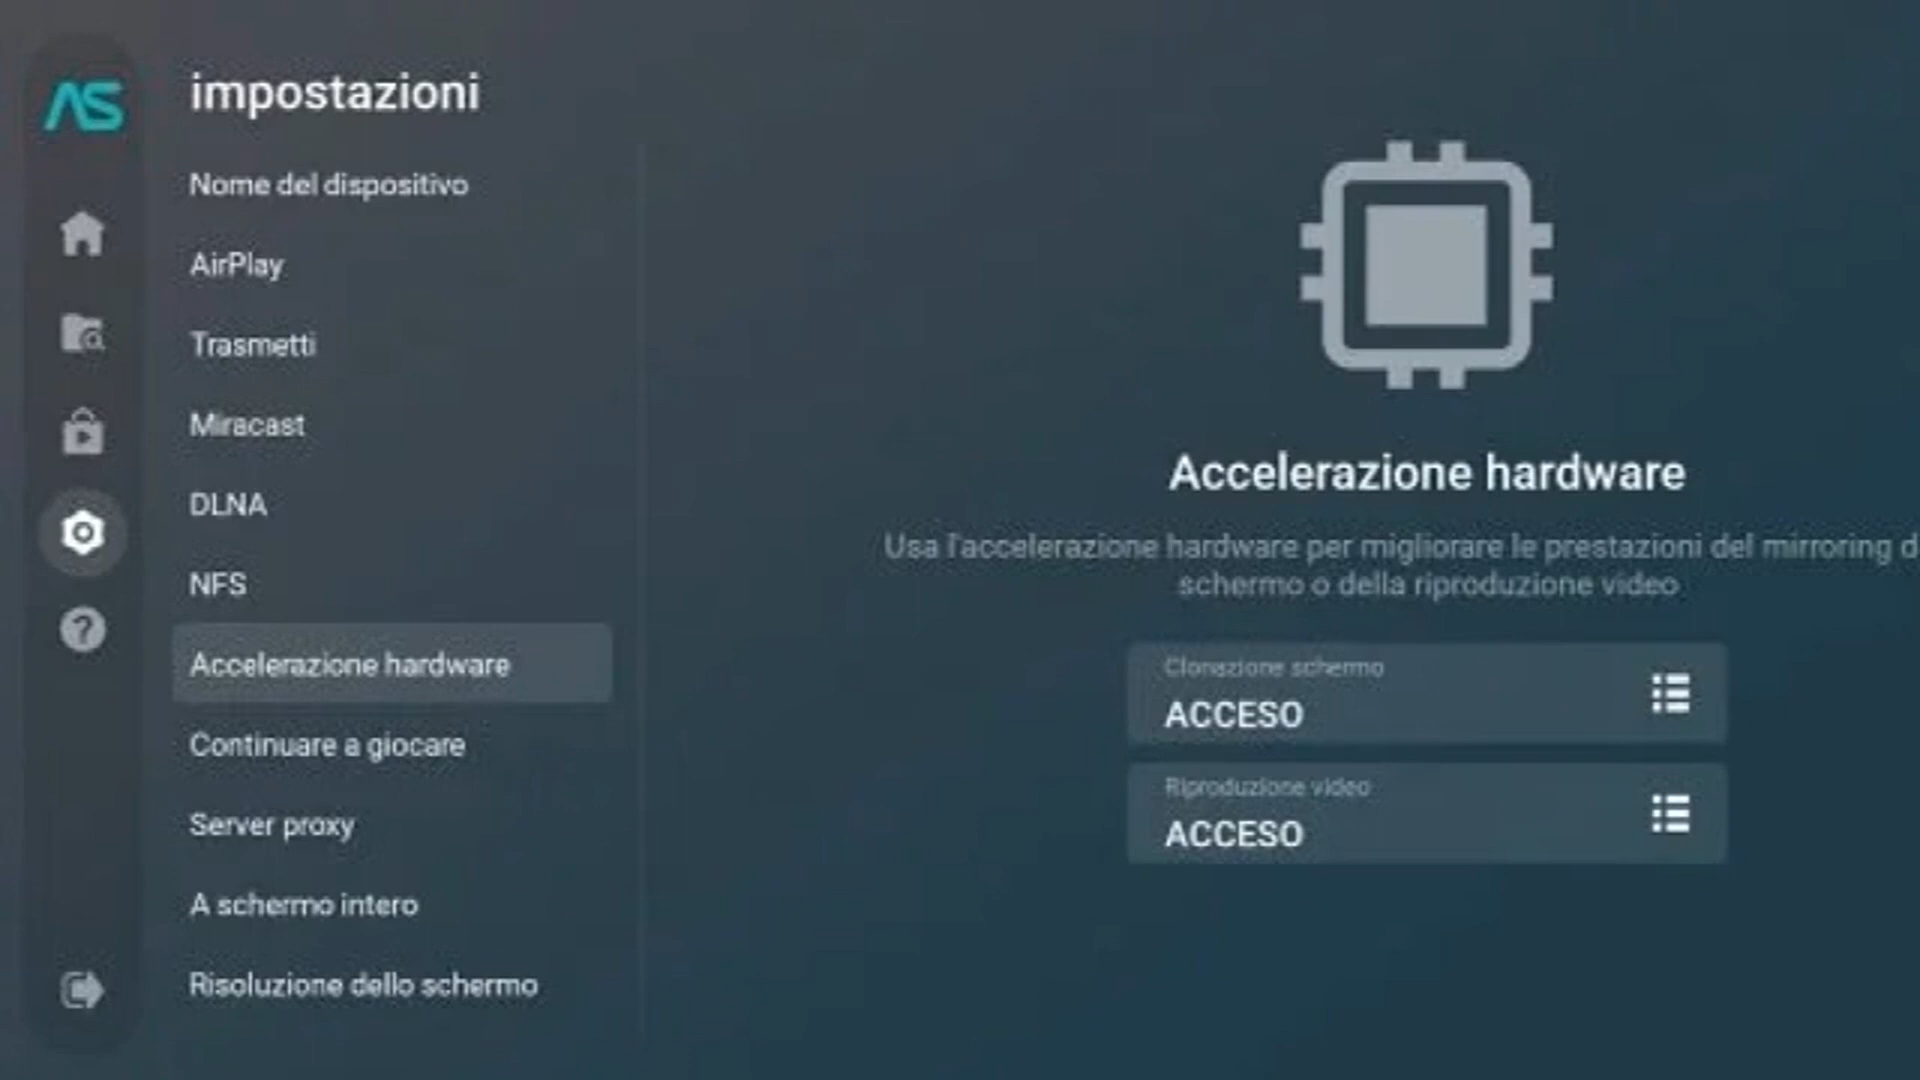 AS
impostazioni
Nome del dispositivo
AirPlay
Trasmetti
Miracast
DLNA
NFS
Accelerazione hardware
Continuare a giocare
Server proxy
A schermo intero
Risoluzione dello schermo
Accelerazione hardware
Usa l'accelerazione hardware per migliorare le prestazioni del mirroring d
schermo o della riproduzione video
Clonazione schermo
ACCESO
Riproduzione video
ACCESO